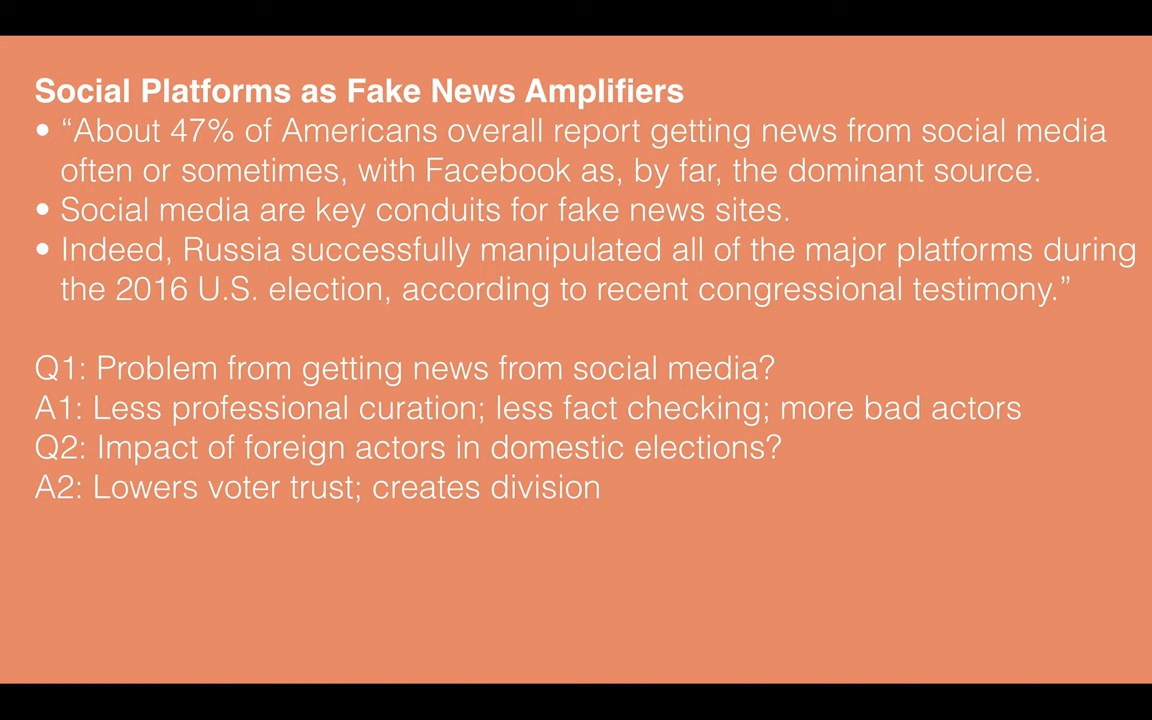 Social Platforms as Fake News Amplifiers
• “About 47% of Americans overall report getting news from social media
often or sometimes, with Facebook as, by far, the dominant source.
• Social media are key conduits for fake news sites.
• Indeed, Russia successfully manipulated all of the major platforms during
the 2016 U.S. election, according to recent congressional testimony.”
Q1: Problem from getting news from social media?
A1: Less professional curation; less fact checking; more bad actors
Q2: Impact of foreign actors in domestic elections?
A2: Lowers voter trust; creates division